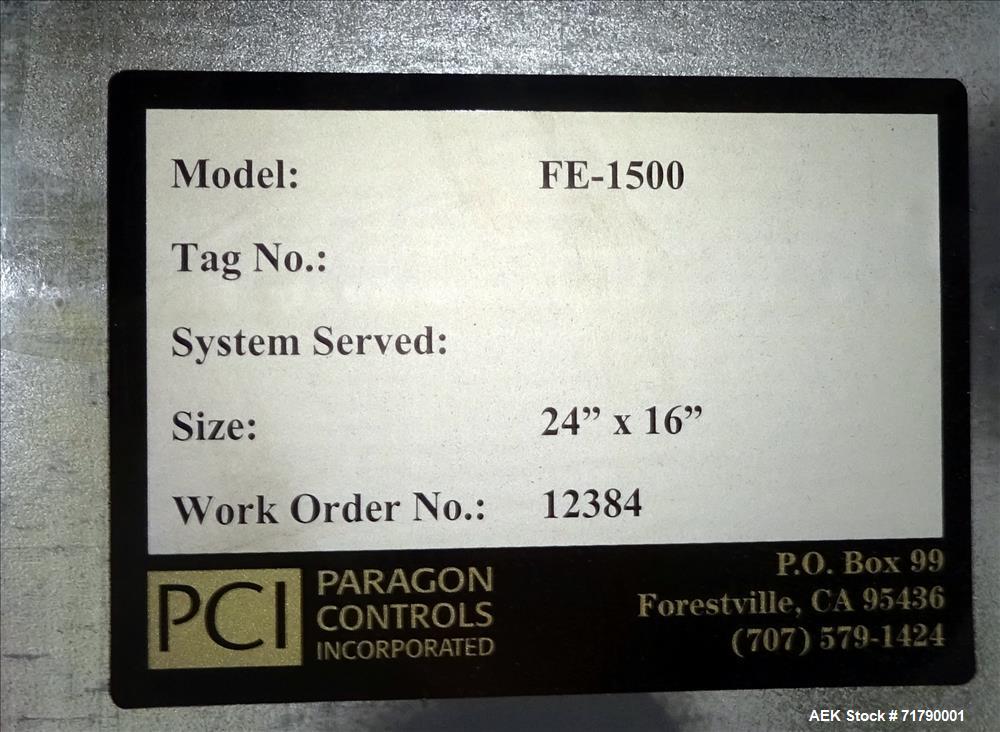 Model: FE-1500
Tag No.:
System Served:
Size: 24” x 16”
Work Order No.: 12384
PCI PARAGON
CONTROLS
INCORPORATED
P.O. Box 99
Forestville, CA 95436
(707) 579-1424
AEK Stock # 71790001